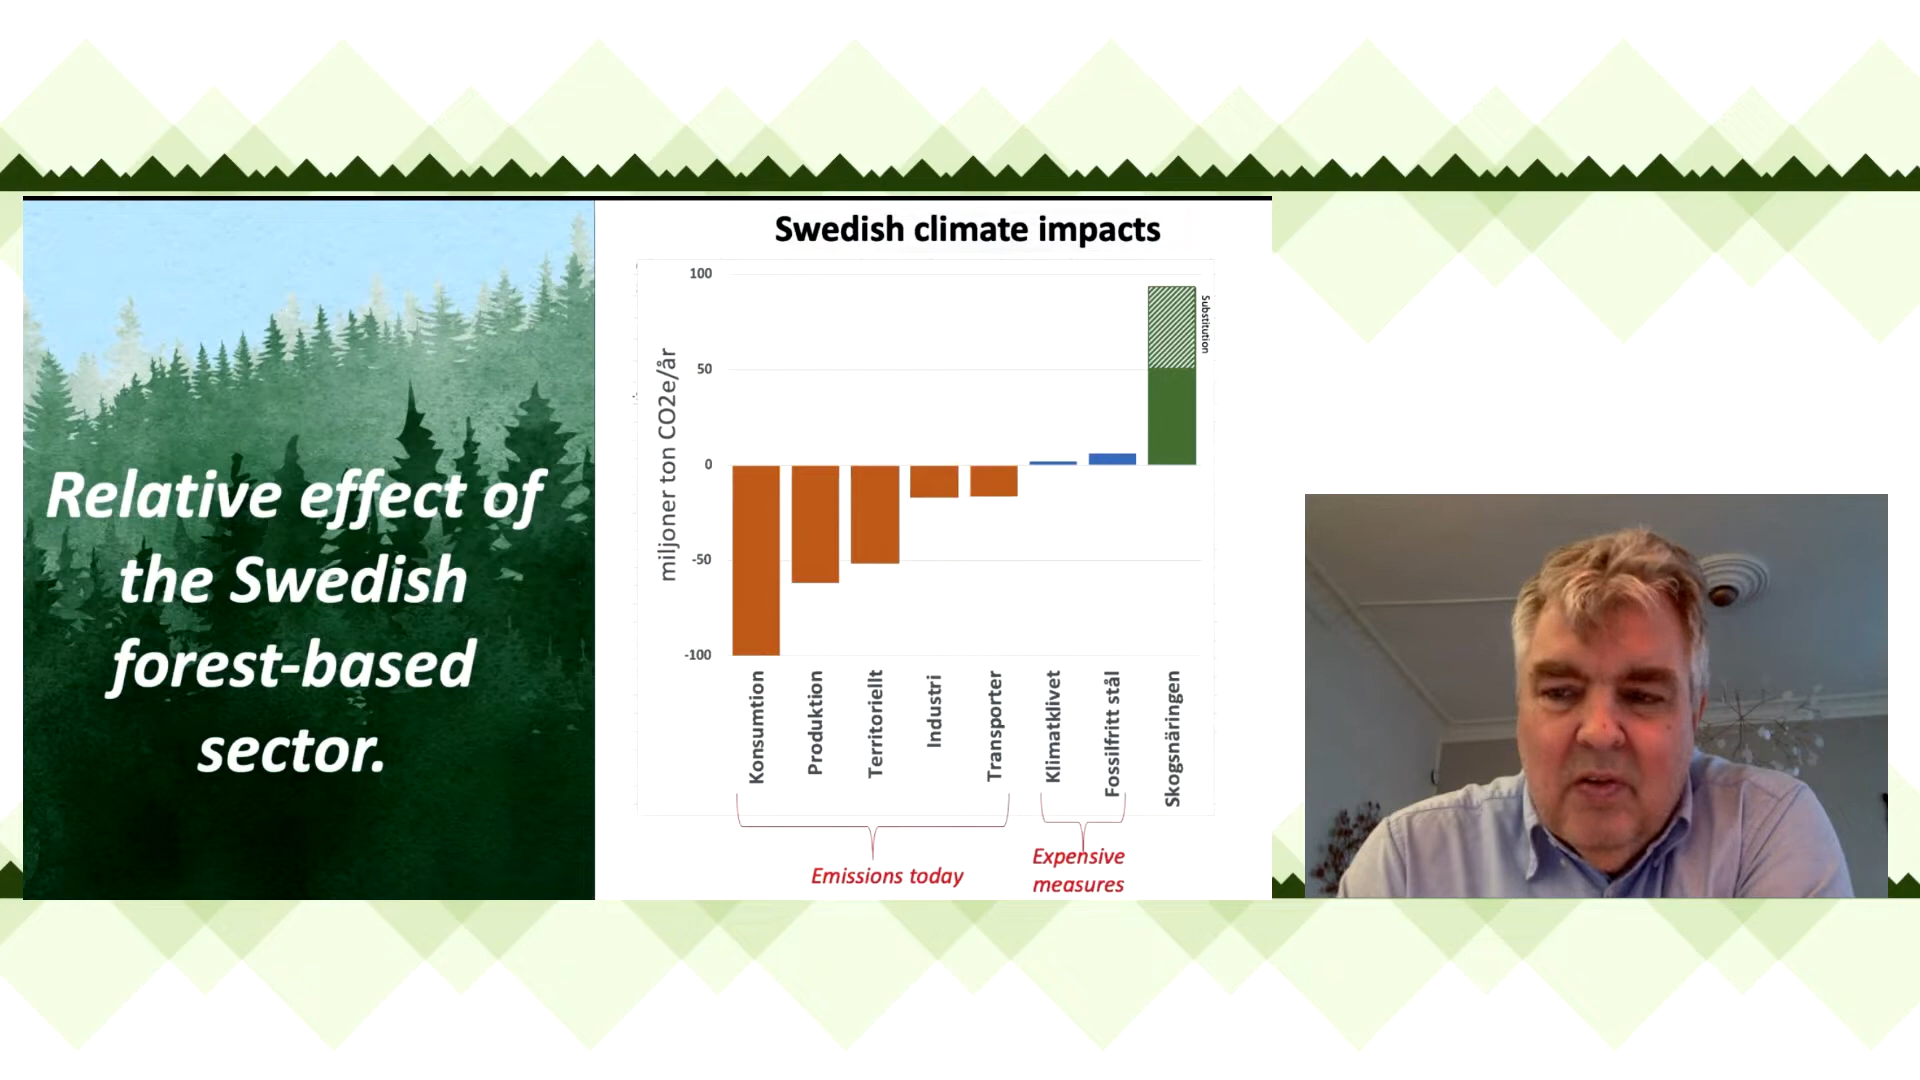 Relative effect of
the Swedish
forest-based
sector.
Swedish climate impacts
miljoner ton CO2e/år
100
50
0
-50
-100
Substitution
Konsumtion
Produktion
Territoriellt
Industri
Transporter
Klimatklivet
Fossilfritt stål
Skogsnäringen
Emissions today
Expensive
measures